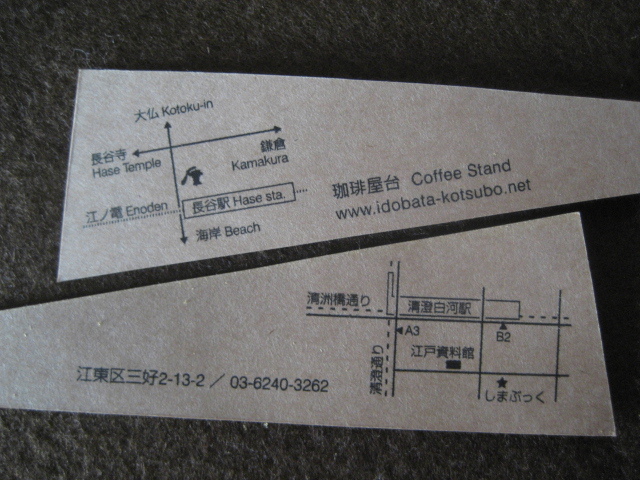 大仏 Kotoku-in
長谷寺
Hase Temple
鎌倉
Kamakura
江ノ電 Enoden
長谷駅 Hase sta.
海岸 Beach
珈琲屋台 Coffee Stand
www.idobata-kotsubo.net
清洲橋通り
清澄白河駅
A3
B2
江戸資料館
清澄通り
しまぶっく
江東区三好2-13-2 / 03-6240-3262